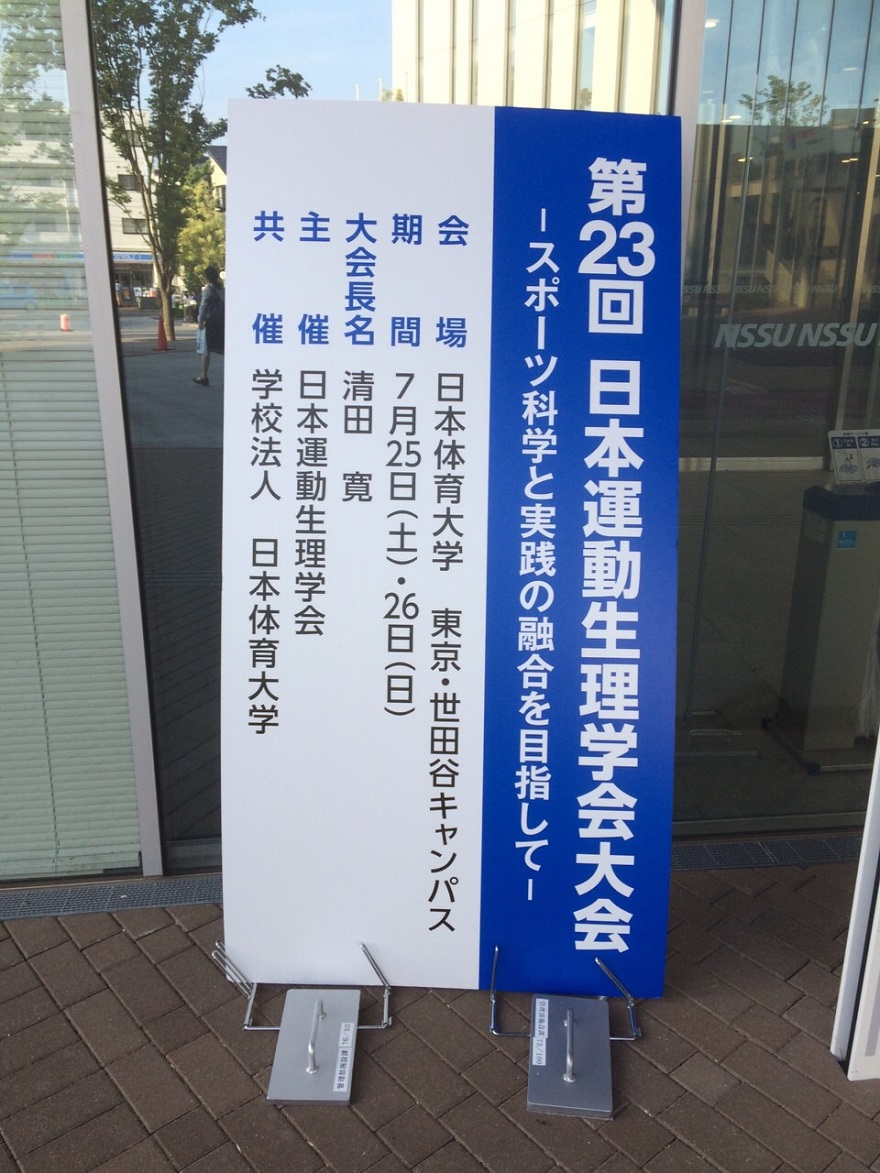 第23回 日本運動生理学会大会
－スポーツ科学と実践の融合を目指して－
会場 日本体育大学 東京・世田谷キャンパス
期間 7月25日(土)・26日(日)
大会長名 清田 寛
主催 日本運動生理学会
共催 学校法人 日本体育大学
NSSU NSSU